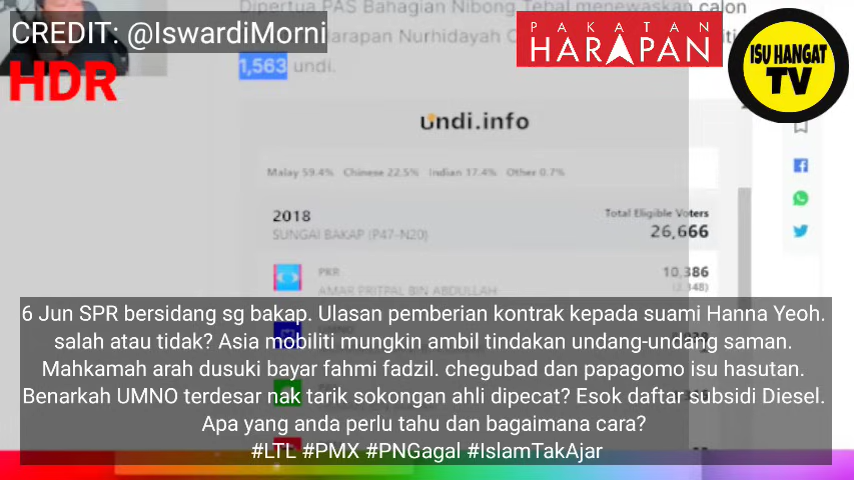 Dipertua PAS Bahagian Nibong Tebal menewaskan calon
CREDIT: @IswardiMorni
arapan Nurhidayah
1,563 undi.
HDR
PAKATAN
HARAPAN
ISU HANGAT
TV
undi.info
Malay 59.4% Chinese 22.5% Indian 17.4% Other 0.7%
2018
Total Eligible Voters
SUNGAI BAKAP (P47-N20)
26,666
PKR
10,386
AMAR PRITPAL BIN ABDULLAH
(2,348)
6 Jun SPR bersidang sg bakap. Ulasan pemberian kontrak kepada suami Hanna Yeoh.
salah atau tidak? Asia mobiliti mungkin ambil tindakan undang-undang saman.
Mahkamah arah dusuki bayar fahmi fadzil. chegubad dan papagomo isu hasutan.
Benarkah UMNO terdesar nak tarik sokongan ahli dipecat? Esok daftar subsidi Diesel.
Apa yang anda perlu tahu dan bagaimana cara?
#LTL #PMX #PNGagal #IslamTakAjar